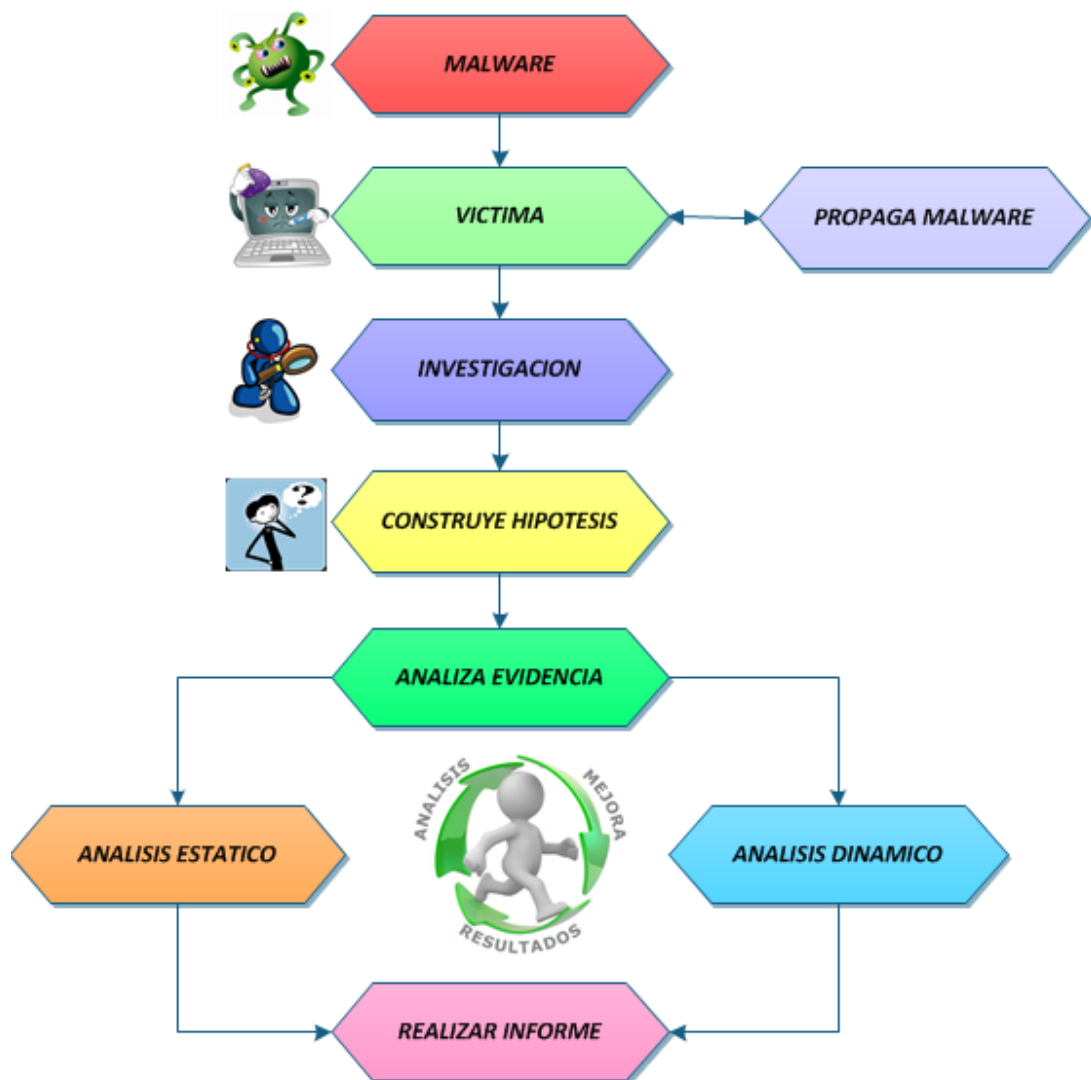 MALWARE
VICTIMA
PROPAGA MALWARE
INVESTIGACION
?
CONSTRUYE HIPOTESIS
ANALIZA EVIDENCIA
ANALISIS
MEJORA
RESULTADOS
ANALISIS ESTATICO
ANALISIS DINAMICO
REALIZAR INFORME